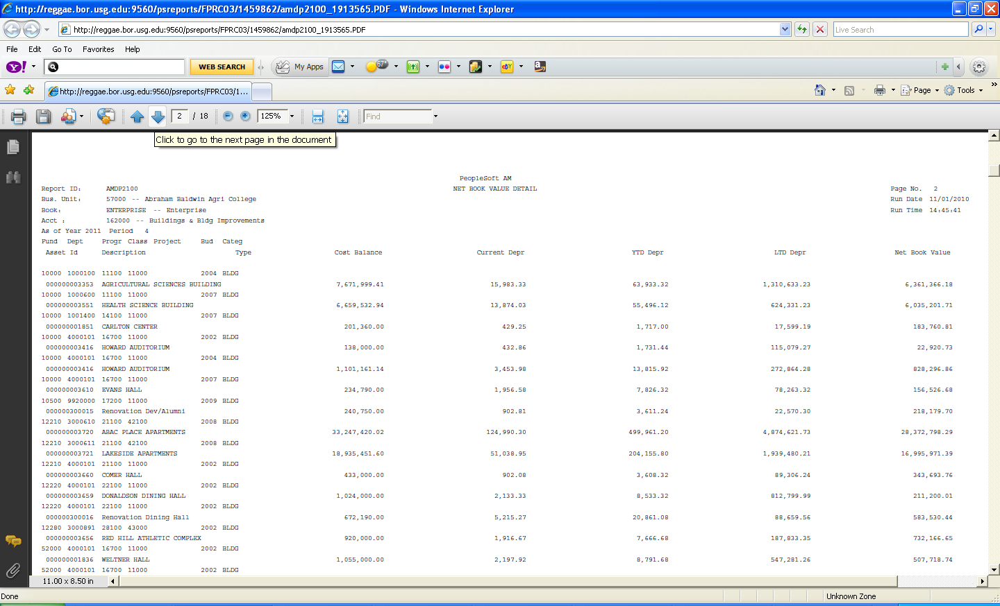 http://reggae.bor.usg.edu:9560/psreports/FPRC03/1459862/amdp2100_1913565.PDF - Windows Internet Explorer
http://reggae.bor.usg.edu:9560/psreports/FPRC03/1459862/amdp2100_1913565.PDF Live Search
File Edit Go To Favorites Help
Y! WEB SEARCH My Apps 67° ebY a
http://reggae.bor.usg.edu:9560/psreports/FPRC03/1... Page Tools
2 / 18 125% Find
Click to go to the next page in the document
PeopleSoft AM
Report ID: AMDP2100 NET BOOK VALUE DETAIL Page No. 2
Bus. Unit: 57000 -- Abraham Baldwin Agri College Run Date 11/01/2010
Book: ENTERPRISE -- Enterprise Run Time 14:45:41
Acct : 162000 -- Buildings & Bldg Improvements
As of Year 2011 Period 4
Fund Dept Progr Class Project Bud Categ
Asset Id Description Type Cost Balance Current Depr YTD Depr LTD Depr Net Book Value
10000 1000100 11100 11000 2004 BLDG
000000003353 AGRICULTURAL SCIENCES BUILDING 7,671,999.41 15,983.33 63,933.32 1,310,633.23 6,361,366.18
10000 1000600 11100 11000 2007 BLDG
000000003551 HEALTH SCIENCE BUILDING 6,659,532.94 13,874.03 55,496.12 624,331.23 6,035,201.71
10000 1001400 14100 11000 2007 BLDG
000000001851 CARLTON CENTER 201,360.00 429.25 1,717.00 17,599.19 183,760.81
10000 4000101 16700 11000 2002 BLDG
000000003416 HOWARD AUDITORIUM 138,000.00 432.86 1,731.44 115,079.27 22,920.73
10000 4000101 16700 11000 2004 BLDG
000000003416 HOWARD AUDITORIUM 1,101,161.14 3,453.98 13,815.92 272,864.28 828,296.86
10000 4000101 16700 11000 2007 BLDG
000000003610 EVANS HALL 234,790.00 1,956.58 7,826.32 78,263.32 156,526.68
10500 9920000 17200 11000 2009 BLDG
000000300015 Renovation Dev/Alumni 240,750.00 902.81 3,611.24 22,570.30 218,179.70
12210 3000610 21100 42100 2008 BLDG
000000003720 ABAC PLACE APARTMENTS 33,247,420.02 124,990.30 499,961.20 4,874,621.73 28,372,798.29
12210 3000611 21100 42100 2008 BLDG
000000003721 LAKESIDE APARTMENTS 18,935,451.60 51,038.95 204,155.80 1,939,480.21 16,995,971.39
12210 4000101 21100 11000 2002 BLDG
000000003660 COMER HALL 433,000.00 902.08 3,608.32 89,306.24 343,693.76
12220 4000101 22100 11000 2002 BLDG
000000003659 DONALDSON DINING HALL 1,024,000.00 2,133.33 8,533.32 812,799.99 211,200.01
12220 4000101 22100 11000 2002 BLDG
000000300016 Renovation Dining Hall 672,190.00 5,215.27 20,861.08 88,659.56 583,530.44
12280 3000891 28100 43000 2002 BLDG
000000003656 RED HILL ATHLETIC COMPLEX 920,000.00 1,916.67 7,666.68 187,833.35 732,166.65
52000 4000101 16700 11000 2002 BLDG
000000001836 WELTNER HALL 1,055,000.00 2,197.92 8,791.68 547,281.26 507,718.74
52000 4000101 16700 11000 2002 BLDG
11.00 x 8.50 in
Done Unknown Zone